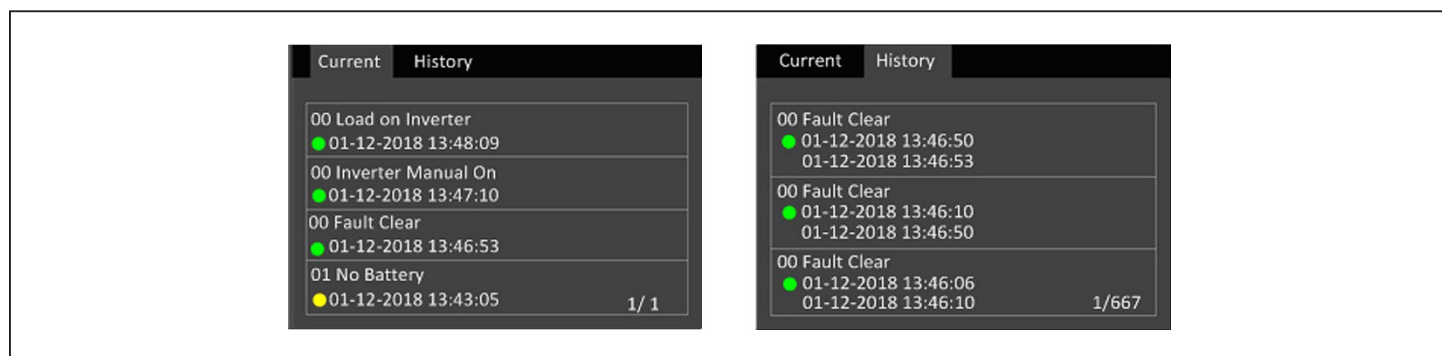 Current History
00 Load on Inverter
01-12-2018 13:48:09
00 Inverter Manual On
01-12-2018 13:47:10
00 Fault Clear
01-12-2018 13:46:53
01 No Battery
01-12-2018 13:43:05
1/ 1
Current History
00 Fault Clear
01-12-2018 13:46:50
01-12-2018 13:46:53
00 Fault Clear
01-12-2018 13:46:10
01-12-2018 13:46:50
00 Fault Clear
01-12-2018 13:46:06
01-12-2018 13:46:10
1/667